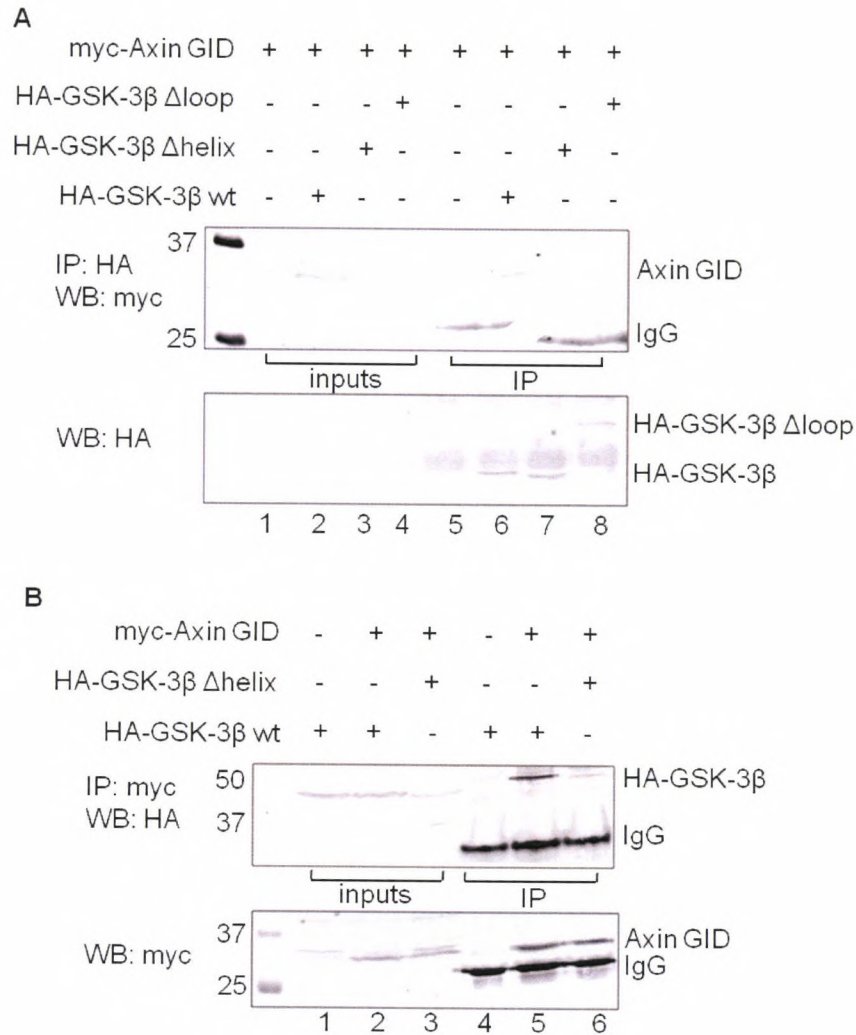 A
myc-Axin GID + + + + + + + +
HA-GSK-3β Δloop - - - + - - - +
HA-GSK-3β Δhelix - - + - - - + -
HA-GSK-3β wt - + - - - + - -
IP: HA
WB: myc
37
25
Axin GID
IgG
inputs IP
WB: HA
HA-GSK-3β Δloop
HA-GSK-3β
1 2 3 4 5 6 7 8
B
myc-Axin GID - + + - + +
HA-GSK-3β Δhelix - - + - - +
HA-GSK-3β wt + + - + + -
IP: myc
WB: HA
50
37
HA-GSK-3β
IgG
inputs IP
WB: myc
37
25
Axin GID
IgG
1 2 3 4 5 6